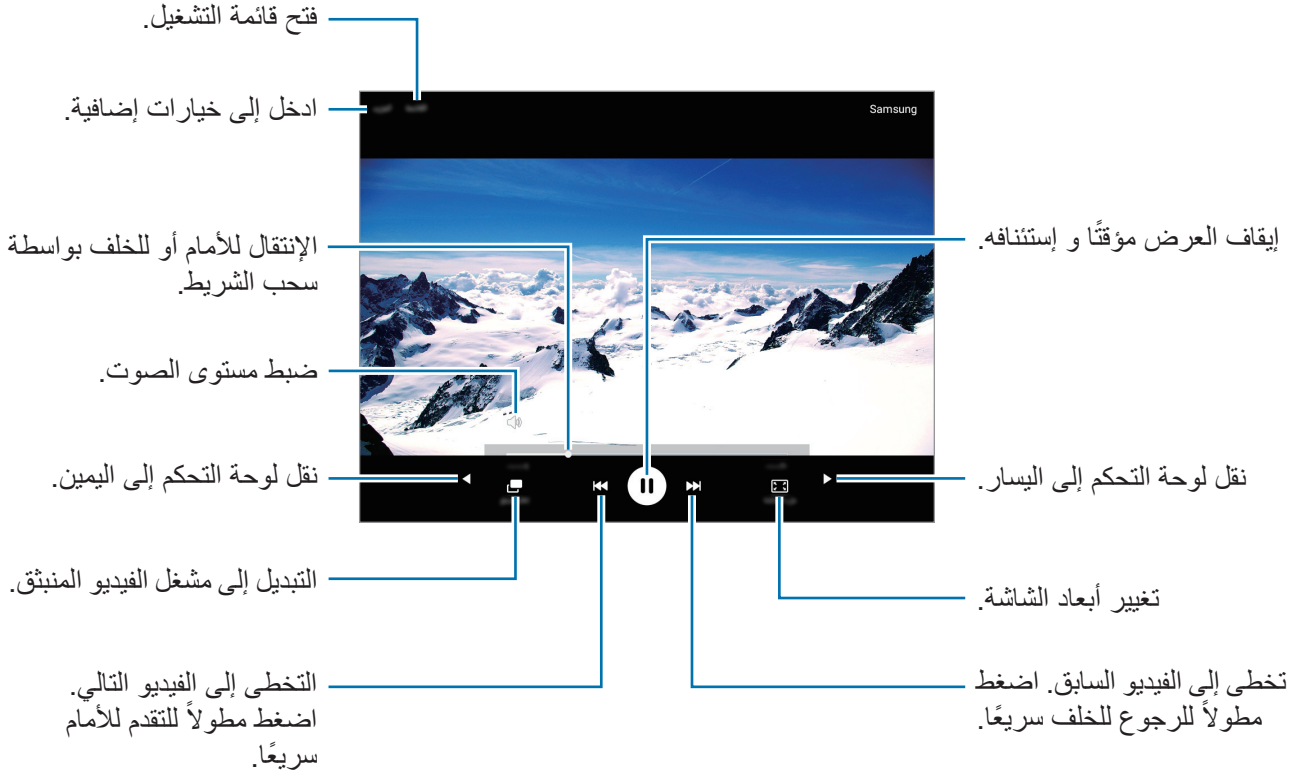 فتح قائمة التشغيل.
ادخل إلى خيارات إضافية.
Samsung
إيقاف العرض مؤقتًا و إستئنافه.
الإنتقال للأمام أو للخلف بواسطة
سحب الشريط.
ضبط مستوى الصوت.
نقل لوحة التحكم إلى اليسار.
نقل لوحة التحكم إلى اليمين.
التبديل إلى مشغل الفيديو المنبثق.
تغيير أبعاد الشاشة.
تخطى إلى الفيديو السابق. اضغط
مطولاً للرجوع للخلف سريعًا.
التخطى إلى الفيديو التالي.
اضغط مطولاً للتقدم للأمام
سريعًا.